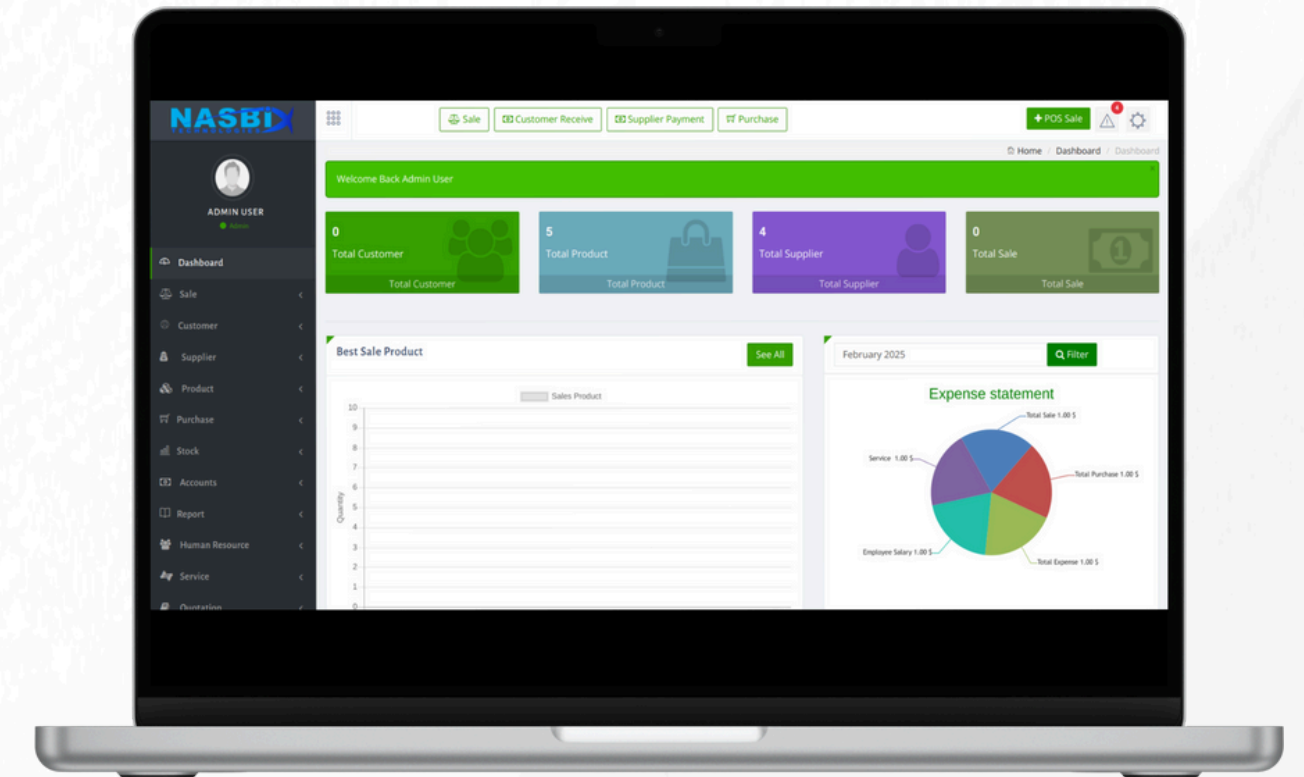 NASBIX
TECHNOLOGIES
Sale
Customer Receive
Supplier Payment
Purchase
+ POS Sale
4
Home / Dashboard / Dashboard
Welcome Back Admin User
×
ADMIN USER
Admin
Dashboard
Sale
Customer
Supplier
Product
Purchase
Stock
Accounts
Report
Human Resource
Service
Quotation
0
Total Customer
Total Customer
5
Total Product
Total Product
4
Total Supplier
Total Supplier
0
Total Sale
1
Total Sale
Best Sale Product
See All
Sales Product
10
9
8
7
6
5
4
3
2
1
0
Quantity
February 2025
Filter
Expense statement
Total Sale 1.00 $
Service 1.00 $
Total Purchase 1.00 $
Employee Salary 1.00 $
Total Expense 1.00 $